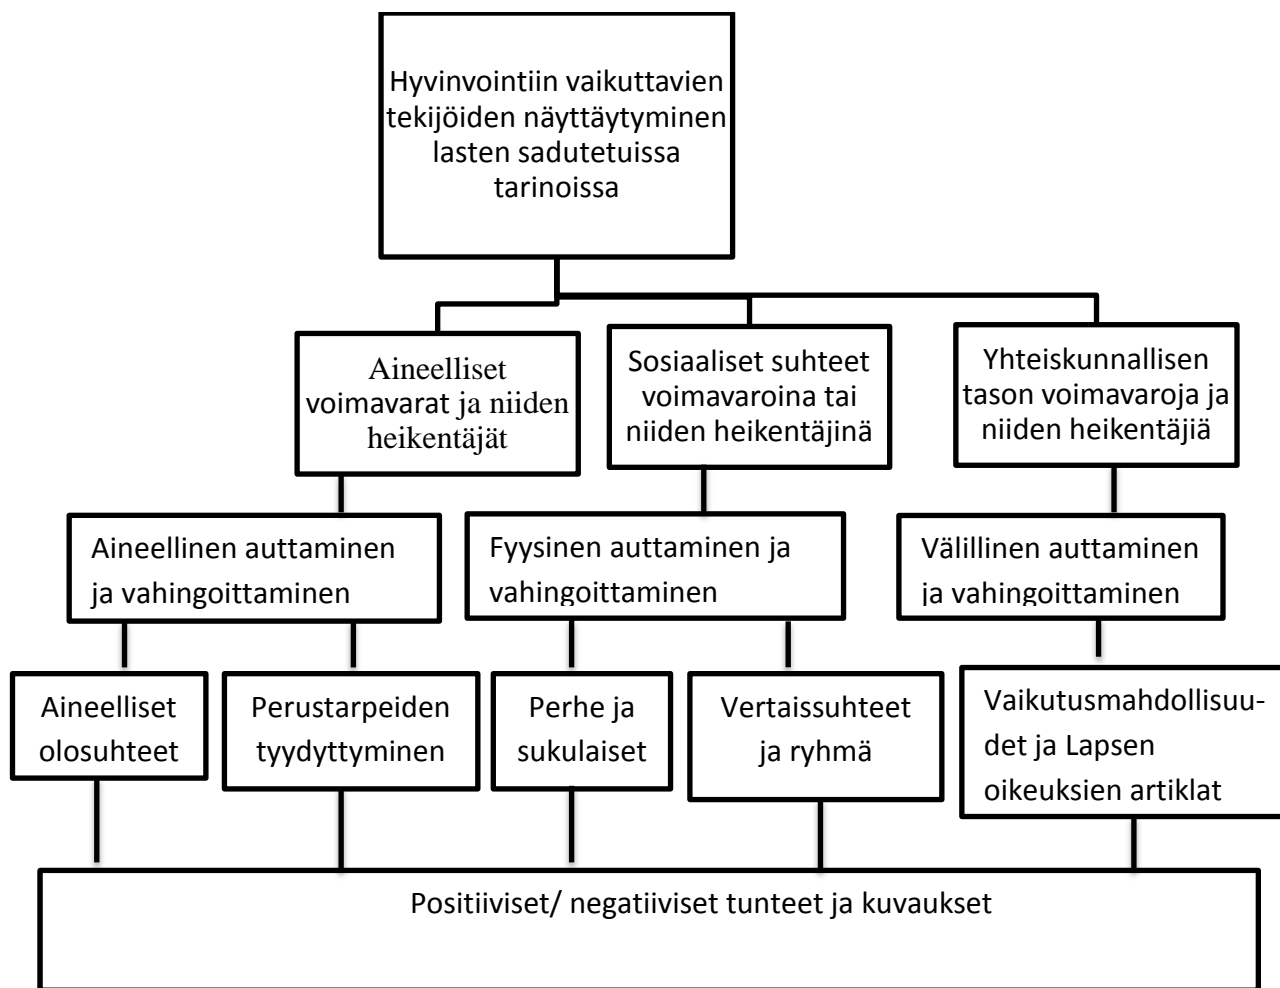 Hyvinvointiin vaikuttavien
tekijöiden näyttäytyminen
lasten sadutetuissa
tarinoissa
Aineelliset
voimavarat ja niiden
heikentäjät
Sosiaaliset suhteet
voimavaroina tai
niiden heikentäjinä
Yhteiskunnallisen
tason voimavaroja ja
niiden heikentäjiä
Aineellinen auttaminen
ja vahingoittaminen
Fyysinen auttaminen ja
vahingoittaminen
Välillinen auttaminen
ja vahingoittaminen
Aineelliset
olosuhteet
Perustarpeiden
tyydyttyminen
Perhe ja
sukulaiset
Vertaissuhteet
ja ryhmä
Vaikutusmahdollisuu-
det ja Lapsen
oikeuksien artiklat
Positiiviset/ negatiiviset tunteet ja kuvaukset